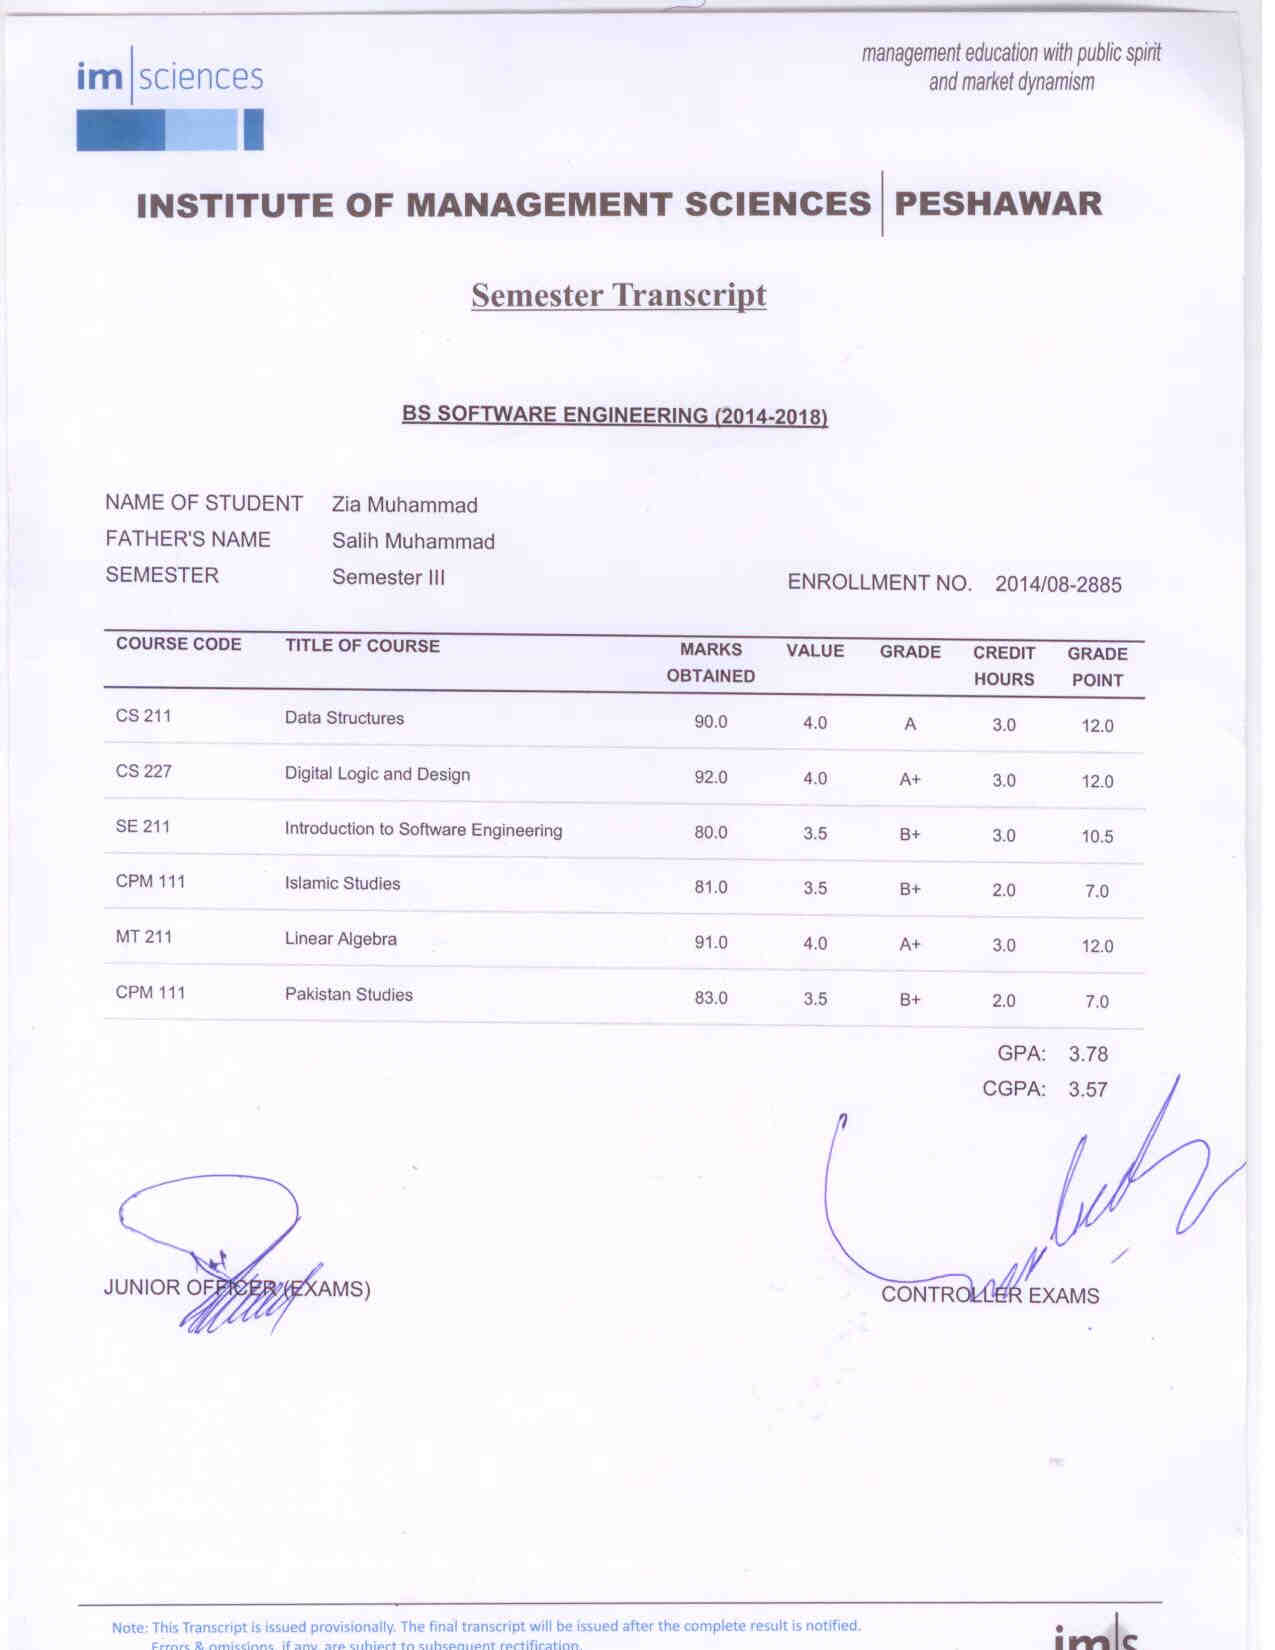 im sciences
management education with public spirit
and market dynamism
INSTITUTE OF MANAGEMENT SCIENCES PESHAWAR
Semester Transcript
BS SOFTWARE ENGINEERING (2014-2018)
NAME OF STUDENT Zia Muhammad
FATHER'S NAME Salih Muhammad
SEMESTER Semester III
ENROLLMENT NO. 2014/08-2885
COURSE CODE TITLE OF COURSE MARKS OBTAINED VALUE GRADE CREDIT HOURS GRADE POINT
CS 211 Data Structures 90.0 4.0 A 3.0 12.0
CS 227 Digital Logic and Design 92.0 4.0 A+ 3.0 12.0
SE 211 Introduction to Software Engineering 80.0 3.5 B+ 3.0 10.5
CPM 111 Islamic Studies 81.0 3.5 B+ 2.0 7.0
MT 211 Linear Algebra 91.0 4.0 A+ 3.0 12.0
CPM 111 Pakistan Studies 83.0 3.5 B+ 2.0 7.0
GPA: 3.78
CGPA: 3.57
JUNIOR OFFICER (EXAMS)
CONTROLLER EXAMS
Note: This Transcript is issued provisionally. The final transcript will be issued after the complete result is notified.
Errors & omissions, if any, are subject to subsequent rectification.
im s